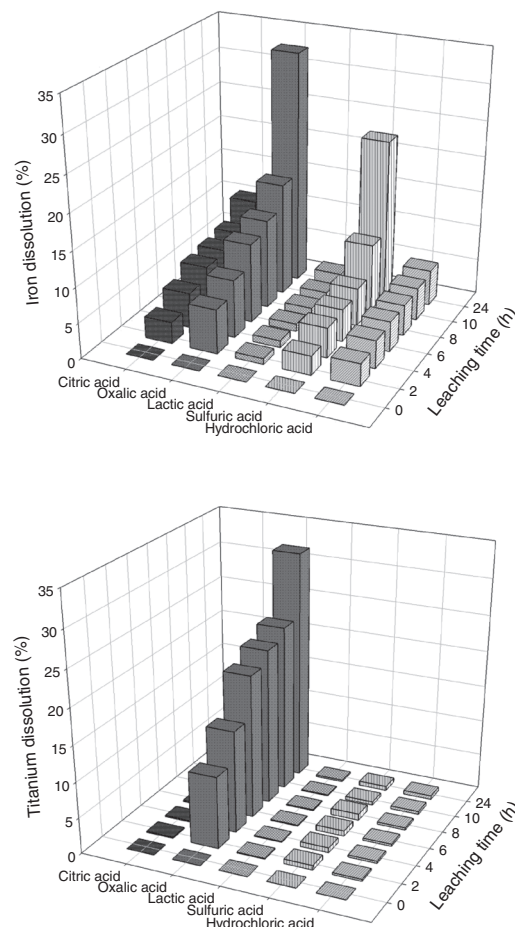 35
30
25
20
15
10
5
0
Iron dissolution (%)
Citric acid
Oxalic acid
Lactic acid
Sulfuric acid
Hydrochloric acid
0
2
4
6
8
10
24
Leaching time (h)
35
30
25
20
15
10
5
0
Titanium dissolution (%)
Citric acid
Oxalic acid
Lactic acid
Sulfuric acid
Hydrochloric acid
0
2
4
6
8
10
24
Leaching time (h)